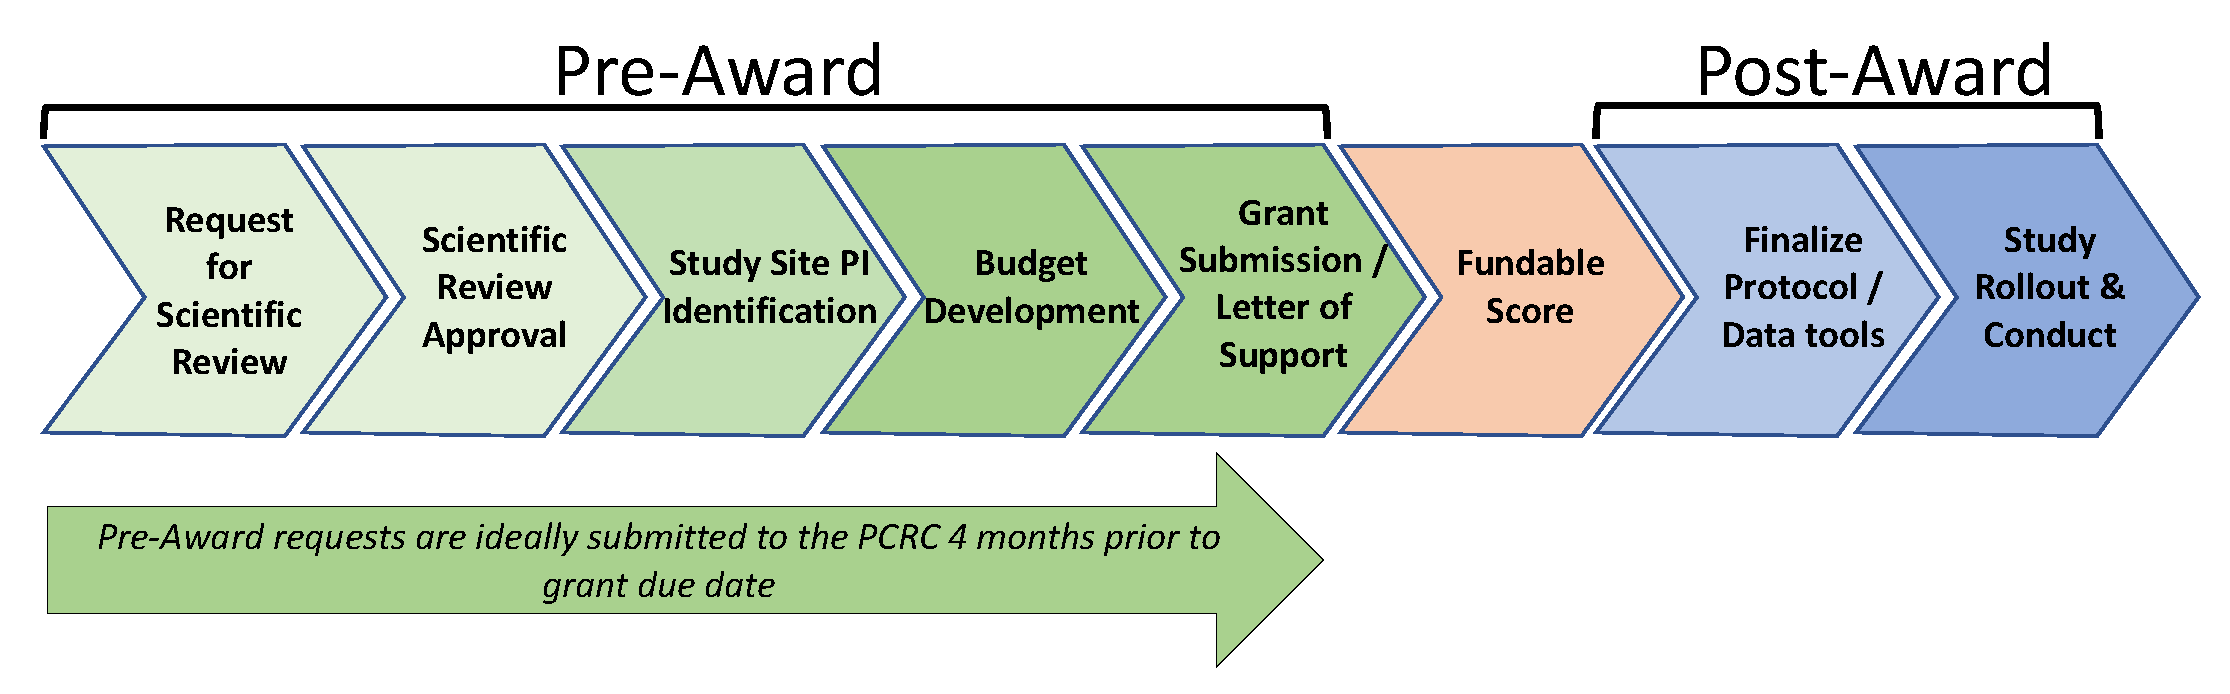 Pre-Award
Post-Award
Request
for
Scientific
Review
Scientific
Review
Approval
Study Site PI
Identification
Budget
Development
Grant
Submission /
Letter of
Support
Fundable
Score
Finalize
Protocol /
Data tools
Study
Rollout &
Conduct
Pre-Award requests are ideally submitted to the PCRC 4 months prior to
grant due date